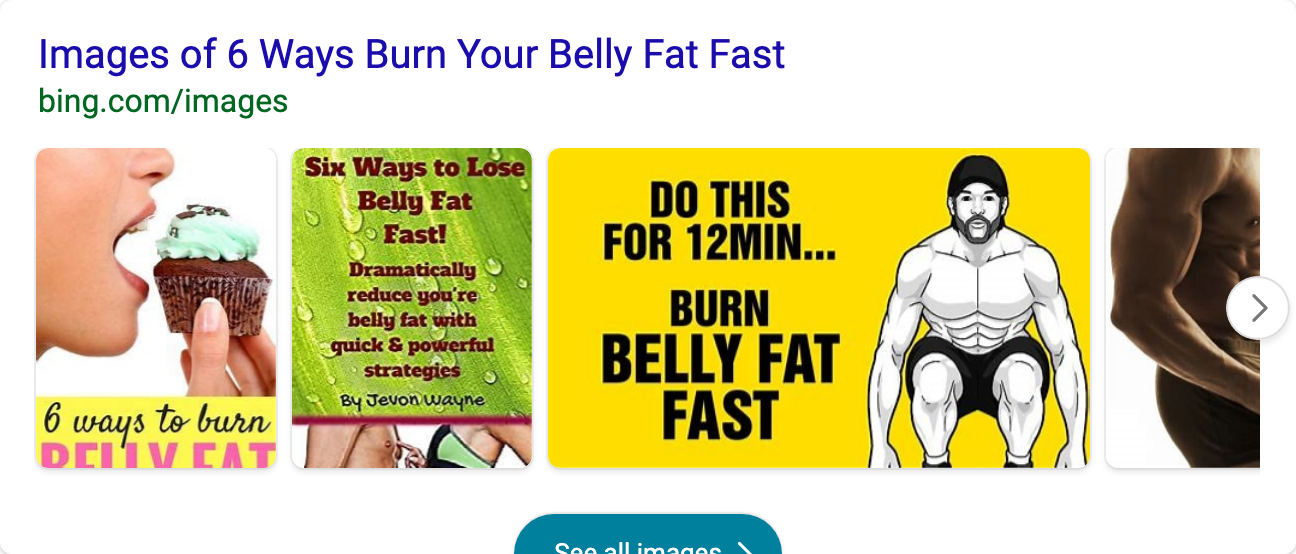 Images of 6 Ways Burn Your Belly Fat Fast
bing.com/images
6 ways to burn
BELLY FAT
Six Ways to Lose
Belly Fat
Fast!
Dramatically
reduce you're
belly fat with
quick & powerful
strategies
By Jevon Wayne
DO THIS
FOR 12MIN...
BURN
BELLY FAT
FAST
See all images